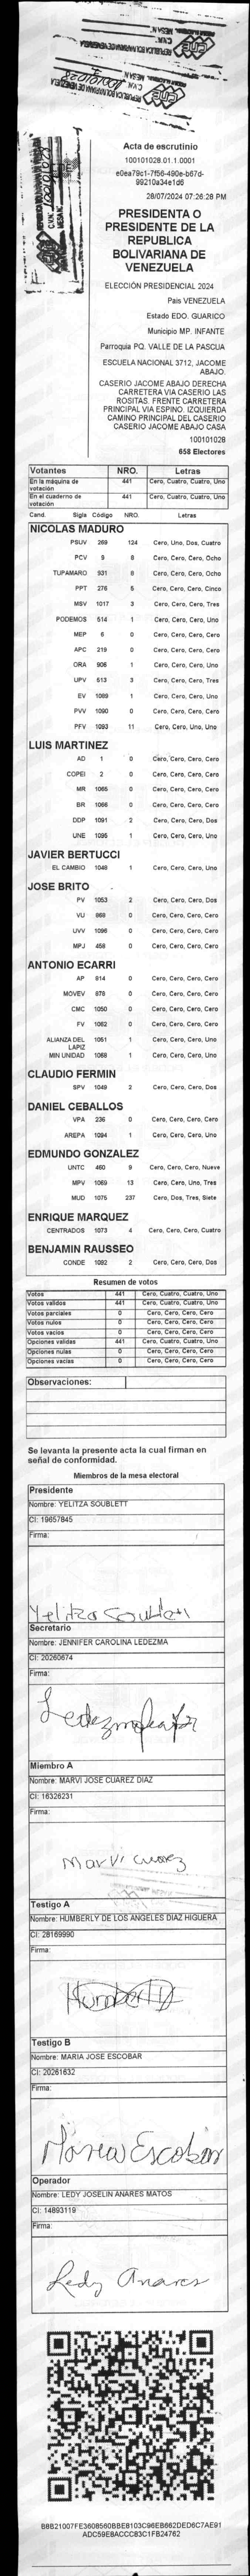 Acta de escrutinio
100101028.01.1.0001
e0ea79c1-7f56-490e-b67d-
99210a34e1d6
28/07/2024 07:26:28 PM
PRESIDENTA O
PRESIDENTE DE LA
REPUBLICA
BOLIVARIANA DE
VENEZUELA
ELECCIÓN PRESIDENCIAL 2024
Pais VENEZUELA
Estado EDO. GUARICO
Municipio MP. INFANTE
Parroquia PQ. VALLE DE LA PASCUA
ESCUELA NACIONAL 3712, JACOME
ABAJO.
CASERIO JACOME ABAJO DERECHA
CARRETERA VIA CASERIO LAS
ROSITAS. FRENTE CARRETERA
PRINCIPAL VIA ESPINO. IZQUIERDA
CAMINO PRINCIPAL DEL CASERIO
CASERIO JACOME ABAJO CASA
100101028
658 Electores
Votantes NRO. Letras
En la máquina de votación 441 Cero, Cuatro, Cuatro, Uno
En el cuaderno de votación 441 Cero, Cuatro, Cuatro, Uno
Cand. Sigla Código NRO. Letras
NICOLAS MADURO
PSUV 269 124 Cero, Uno, Dos, Cuatro
PCV 9 8 Cero, Cero, Cero, Ocho
TUPAMARO 931 8 Cero, Cero, Cero, Ocho
PPT 276 5 Cero, Cero, Cero, Cinco
MSV 1017 3 Cero, Cero, Cero, Tres
PODEMOS 514 1 Cero, Cero, Cero, Uno
MEP 6 0 Cero, Cero, Cero, Cero
APC 219 0 Cero, Cero, Cero, Cero
ORA 906 1 Cero, Cero, Cero, Uno
UPV 513 3 Cero, Cero, Cero, Tres
EV 1089 1 Cero, Cero, Cero, Uno
PVV 1090 0 Cero, Cero, Cero, Cero
PFV 1093 11 Cero, Cero, Uno, Uno
LUIS MARTINEZ
AD 1 0 Cero, Cero, Cero, Cero
COPEI 2 0 Cero, Cero, Cero, Cero
MR 1065 0 Cero, Cero, Cero, Cero
BR 1066 0 Cero, Cero, Cero, Cero
DDP 1091 2 Cero, Cero, Cero, Dos
UNE 1095 1 Cero, Cero, Cero, Uno
JAVIER BERTUCCI
EL CAMBIO 1048 1 Cero, Cero, Cero, Uno
JOSE BRITO
PV 1053 2 Cero, Cero, Cero, Dos
VU 868 0 Cero, Cero, Cero, Cero
UVV 1096 0 Cero, Cero, Cero, Cero
MPJ 458 0 Cero, Cero, Cero, Cero
ANTONIO ECARRI
AP 814 0 Cero, Cero, Cero, Cero
MOVEV 878 0 Cero, Cero, Cero, Cero
CMC 1050 0 Cero, Cero, Cero, Cero
FV 1062 0 Cero, Cero, Cero, Cero
ALIANZA DEL LAPIZ 1061 1 Cero, Cero, Cero, Uno
MIN UNIDAD 1068 1 Cero, Cero, Cero, Uno
CLAUDIO FERMIN
SPV 1049 2 Cero, Cero, Cero, Dos
DANIEL CEBALLOS
VPA 236 0 Cero, Cero, Cero, Cero
AREPA 1094 1 Cero, Cero, Cero, Uno
EDMUNDO GONZALEZ
UNTC 460 9 Cero, Cero, Cero, Nueve
MPV 1069 13 Cero, Cero, Uno, Tres
MUD 1075 237 Cero, Dos, Tres, Siete
ENRIQUE MARQUEZ
CENTRADOS 1073 4 Cero, Cero, Cero, Cuatro
BENJAMIN RAUSSEO
CONDE 1092 2 Cero, Cero, Cero, Dos
Resumen de votos
Votos 441 Cero, Cuatro, Cuatro, Uno
Votos validos 441 Cero, Cuatro, Cuatro, Uno
Votos parciales 0 Cero, Cero, Cero, Cero
Votos nulos 0 Cero, Cero, Cero, Cero
Votos vacios 0 Cero, Cero, Cero, Cero
Opciones validas 441 Cero, Cuatro, Cuatro, Uno
Opciones nulas 0 Cero, Cero, Cero, Cero
Opciones vacias 0 Cero, Cero, Cero, Cero
Observaciones:
Se levanta la presente acta la cual firman en
señal de conformidad.
Miembros de la mesa electoral
Presidente
Nombre: YELITZA SOUBLETT
CI: 19657845
Firma:
Yelitza Soublett
Secretario
Nombre: JENNIFER CAROLINA LEDEZMA
CI: 20260674
Firma:
Miembro A
Nombre: MARVI JOSE CUAREZ DIAZ
CI: 16326231
Firma:
Marvi Cuarez
Testigo A
Nombre: HUMBERLY DE LOS ANGELES DIAZ HIGUERA
CI: 28169990
Firma:
Humberly
Testigo B
Nombre: MARIA JOSE ESCOBAR
CI: 20261632
Firma:
Maria Escobar
Operador
Nombre: LEDY JOSELIN ANARES MATOS
CI: 14893119
Firma:
Ledy Anares
B8B21007FE3608560BBE8103C96EB662DED6C7AE91
ADC59E8ACCC83C1FB24762